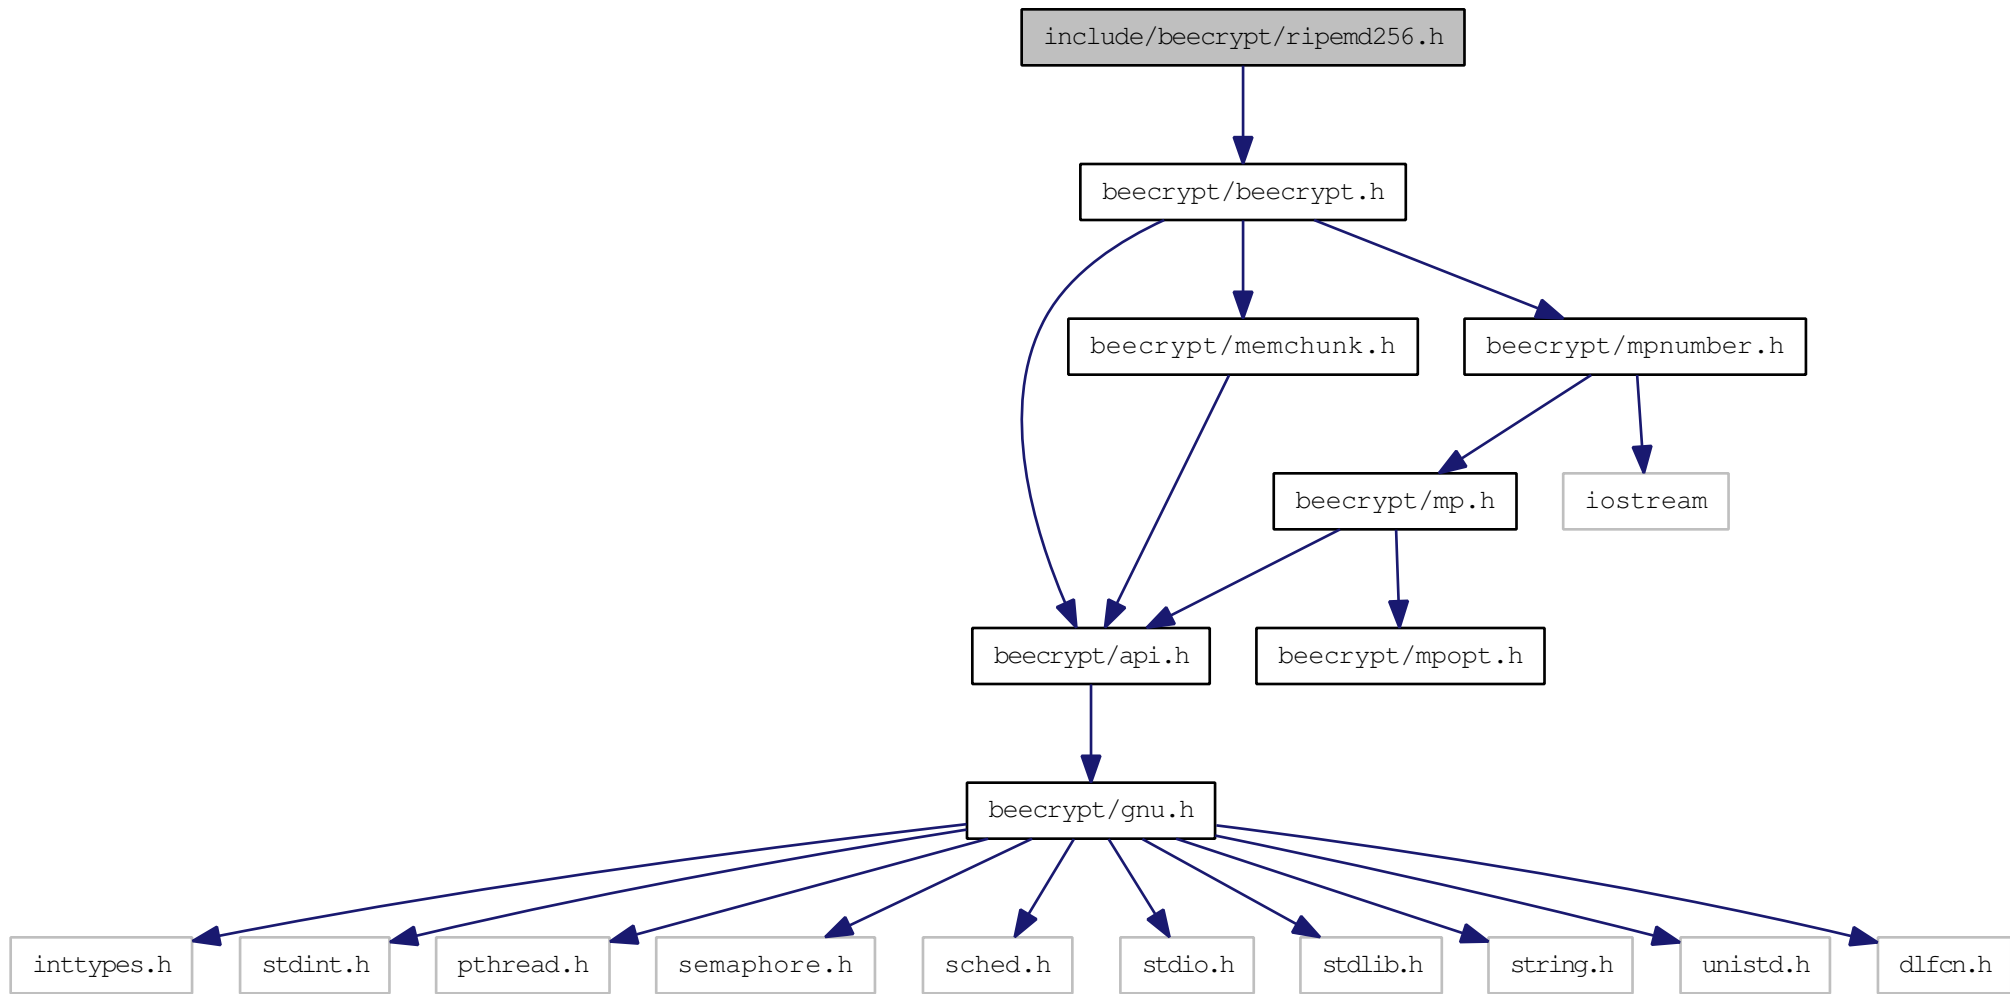 include/beecrypt/ripemd256.h
beecrypt/beecrypt.h
beecrypt/memchunk.h
beecrypt/mpnumber.h
beecrypt/mp.h
iostream
beecrypt/api.h
beecrypt/mpopt.h
beecrypt/gnu.h
inttypes.h
stdint.h
pthread.h
semaphore.h
sched.h
stdio.h
stdlib.h
string.h
unistd.h
dlfcn.h